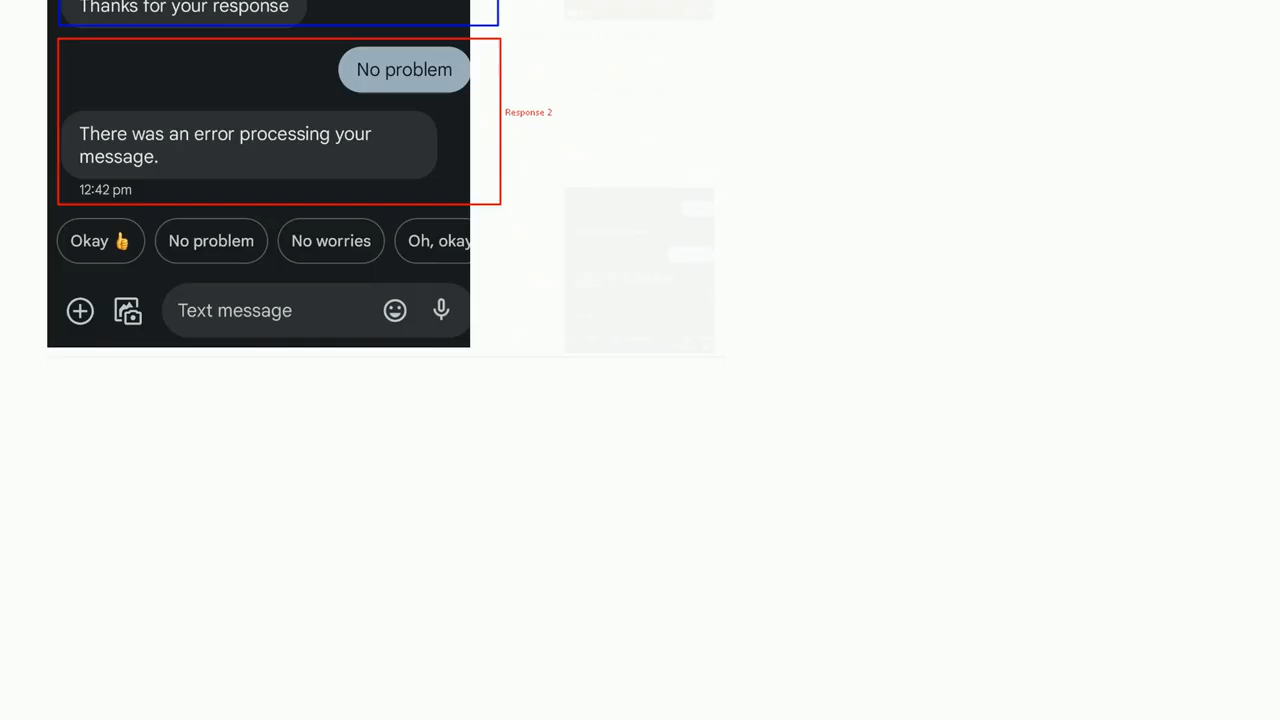 Thanks for your response
No problem
Response 2
There was an error processing your
message.
12:42 pm
Okay 👍
No problem
No worries
Oh, okay
Text message